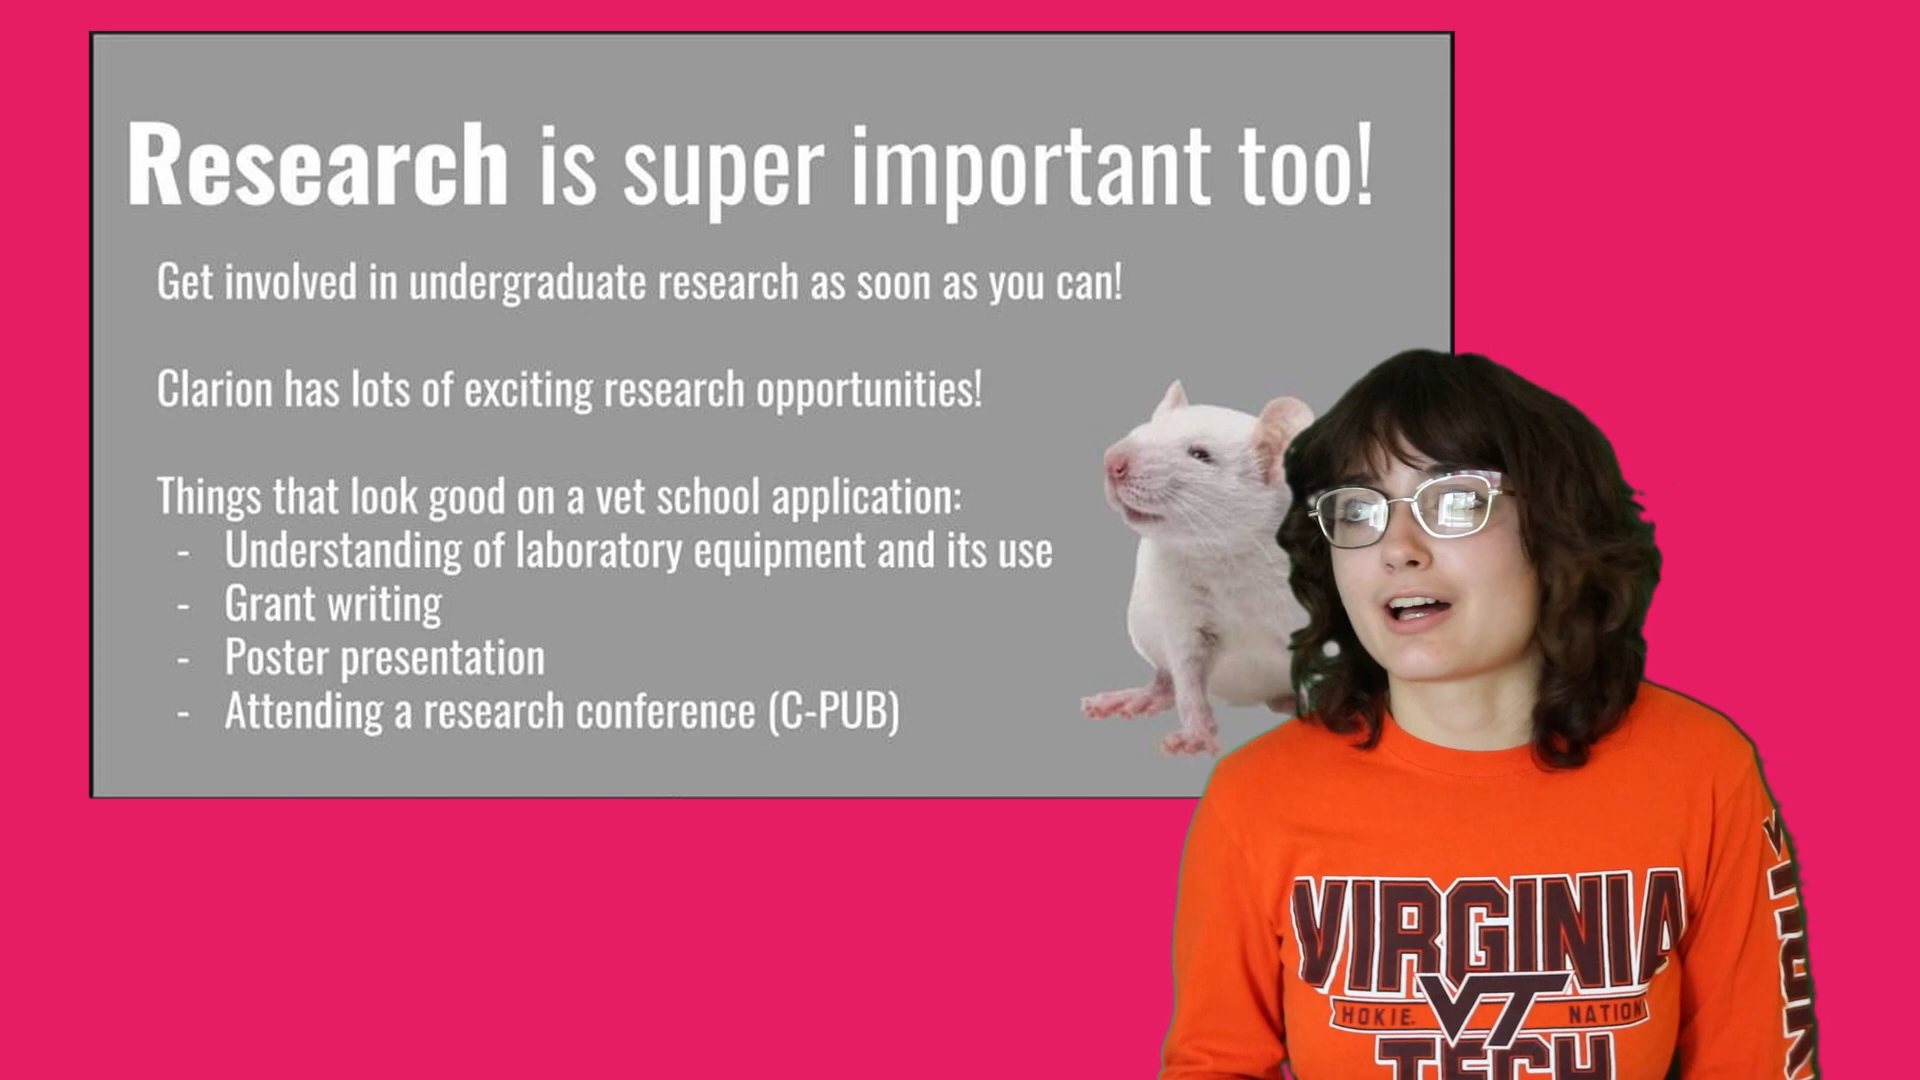 Research is super important too!
Get involved in undergraduate research as soon as you can!
Clarion has lots of exciting research opportunities!
Things that look good on a vet school application:
- Understanding of laboratory equipment and its use
- Grant writing
- Poster presentation
- Attending a research conference (C-PUB)
VIRGINIA
HOKIE VT NATION
TECH